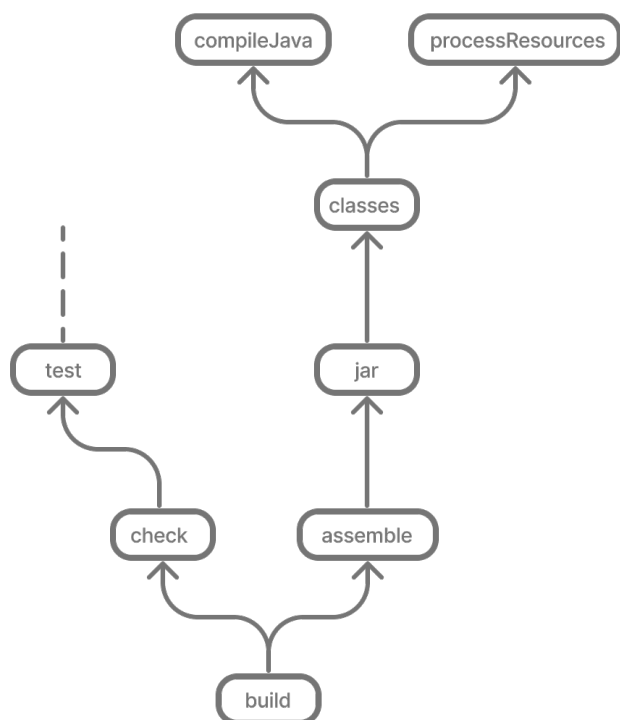 compileJava
processResources
classes
test
jar
check
assemble
build